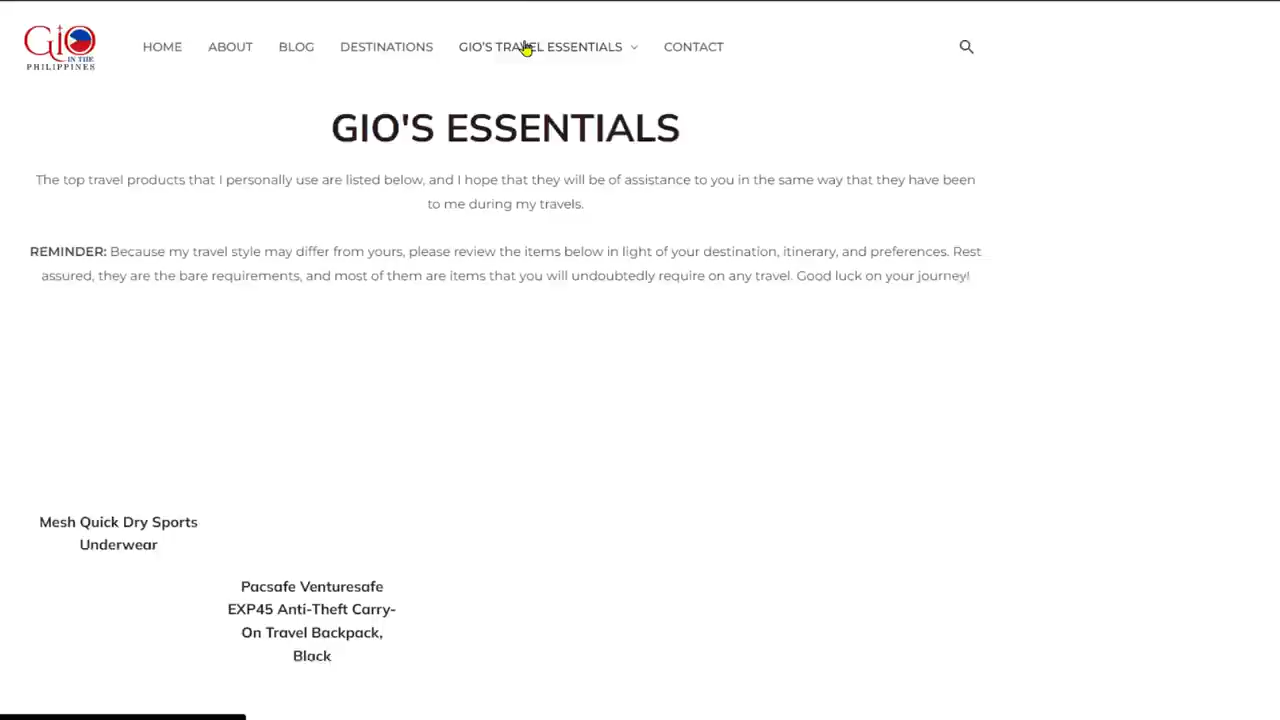 GiO
IN THE
PHILIPPINES
HOME ABOUT BLOG DESTINATIONS GIO'S TRAVEL ESSENTIALS CONTACT
GIO'S ESSENTIALS
The top travel products that I personally use are listed below, and I hope that they will be of assistance to you in the same way that they have been
to me during my travels.
REMINDER: Because my travel style may differ from yours, please review the items below in light of your destination, itinerary, and preferences. Rest
assured, they are the bare requirements, and most of them are items that you will undoubtedly require on any travel. Good luck on your journey!
Mesh Quick Dry Sports
Underwear
Pacsafe Venturesafe
EXP45 Anti-Theft Carry-
On Travel Backpack,
Black